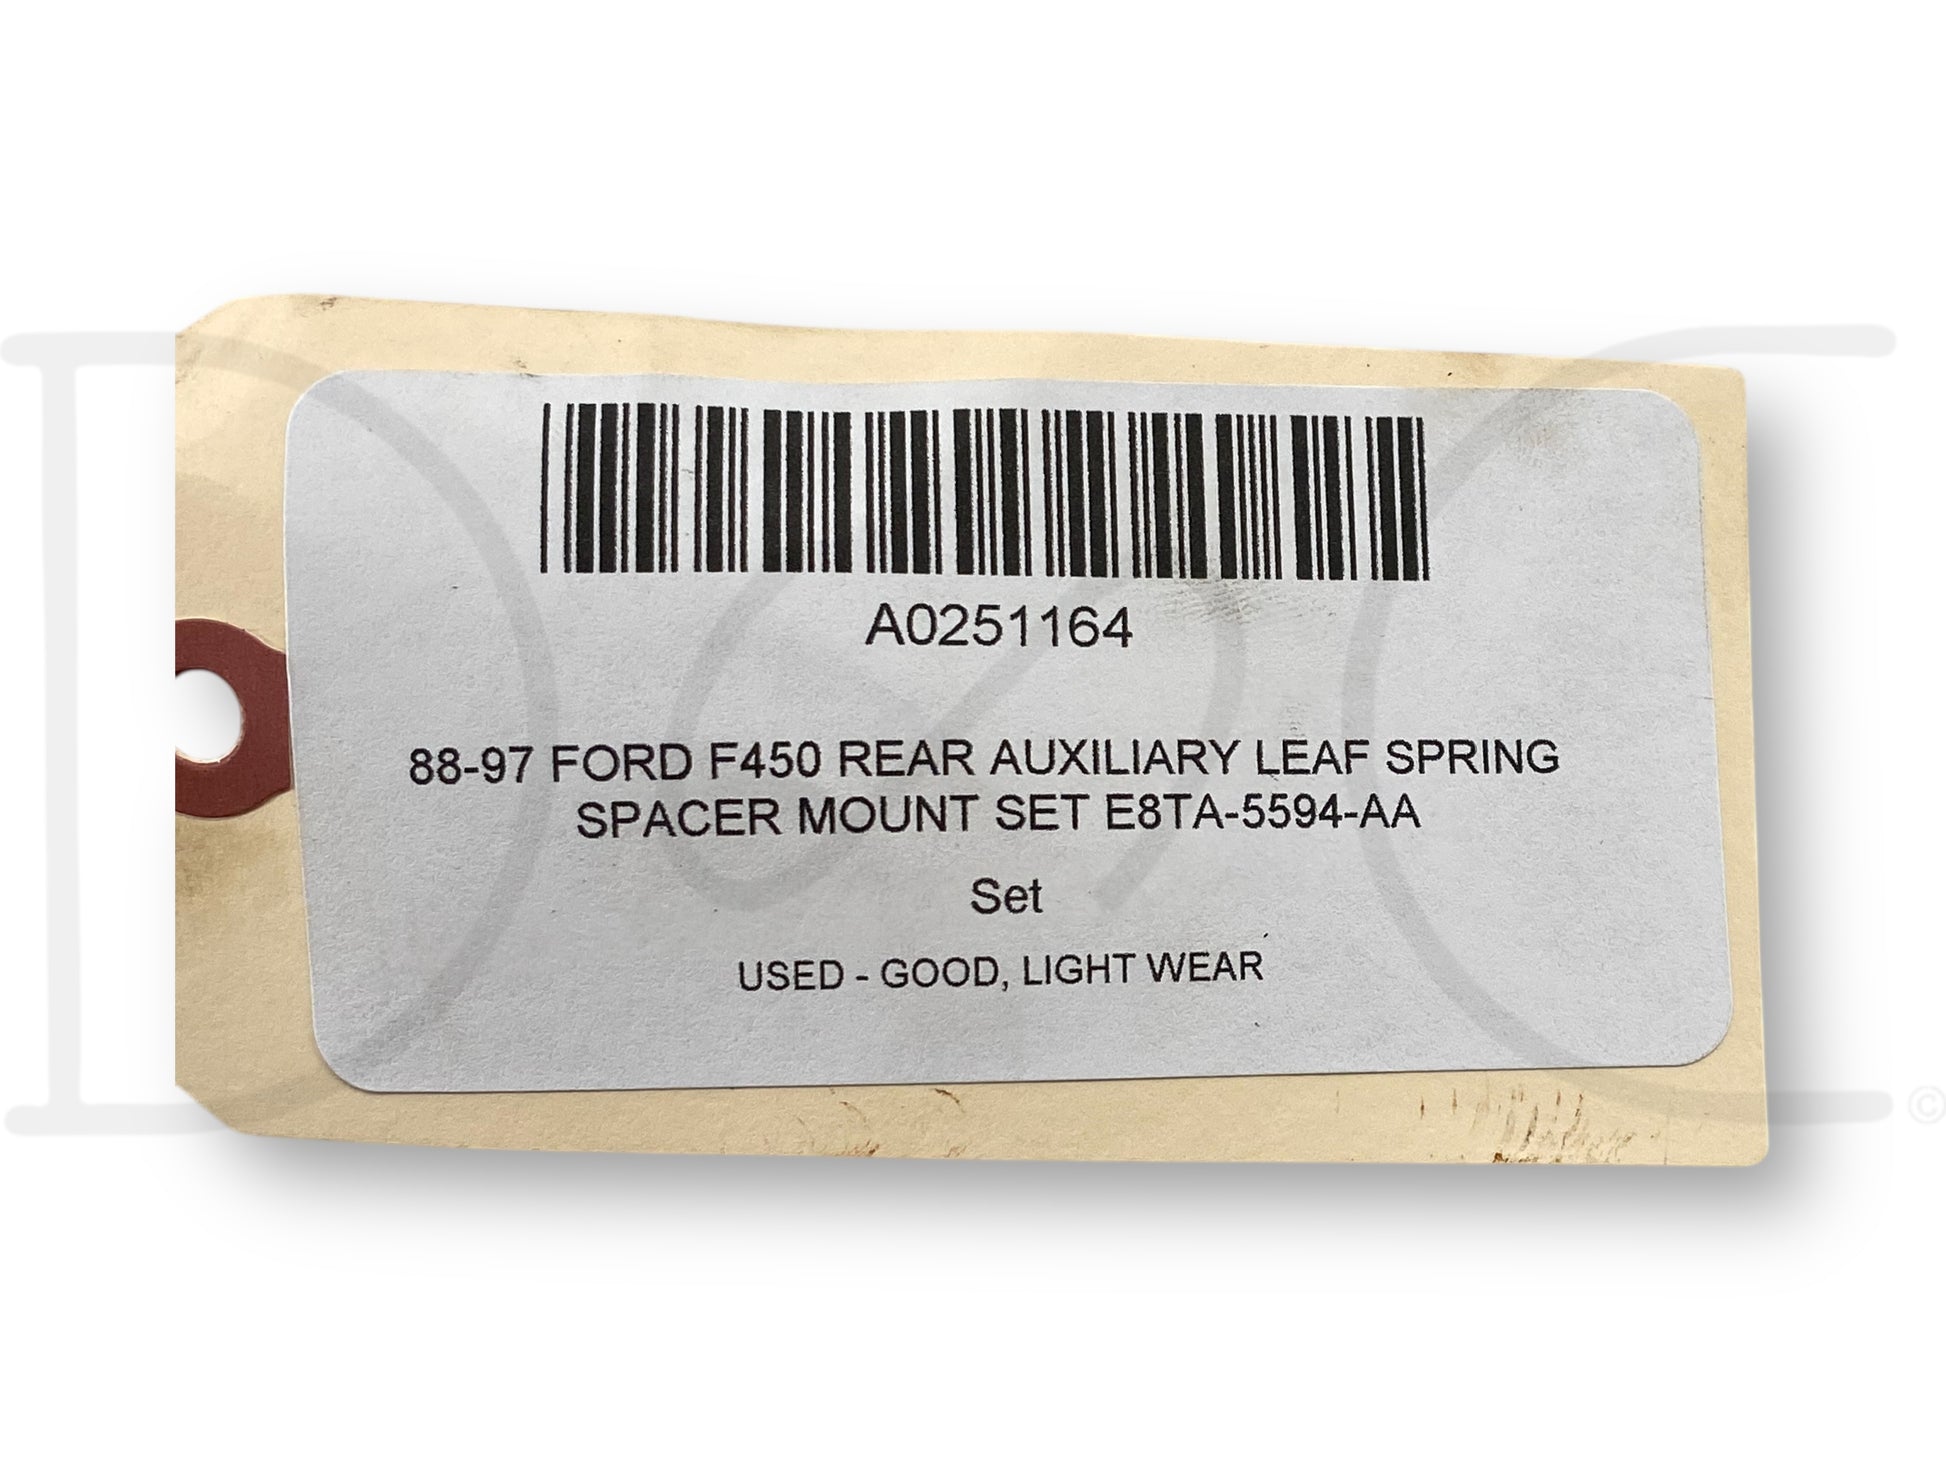 A0251164
88-97 FORD F450 REAR AUXILIARY LEAF SPRING
SPACER MOUNT SET E8TA-5594-AA
Set
USED - GOOD, LIGHT WEAR
©